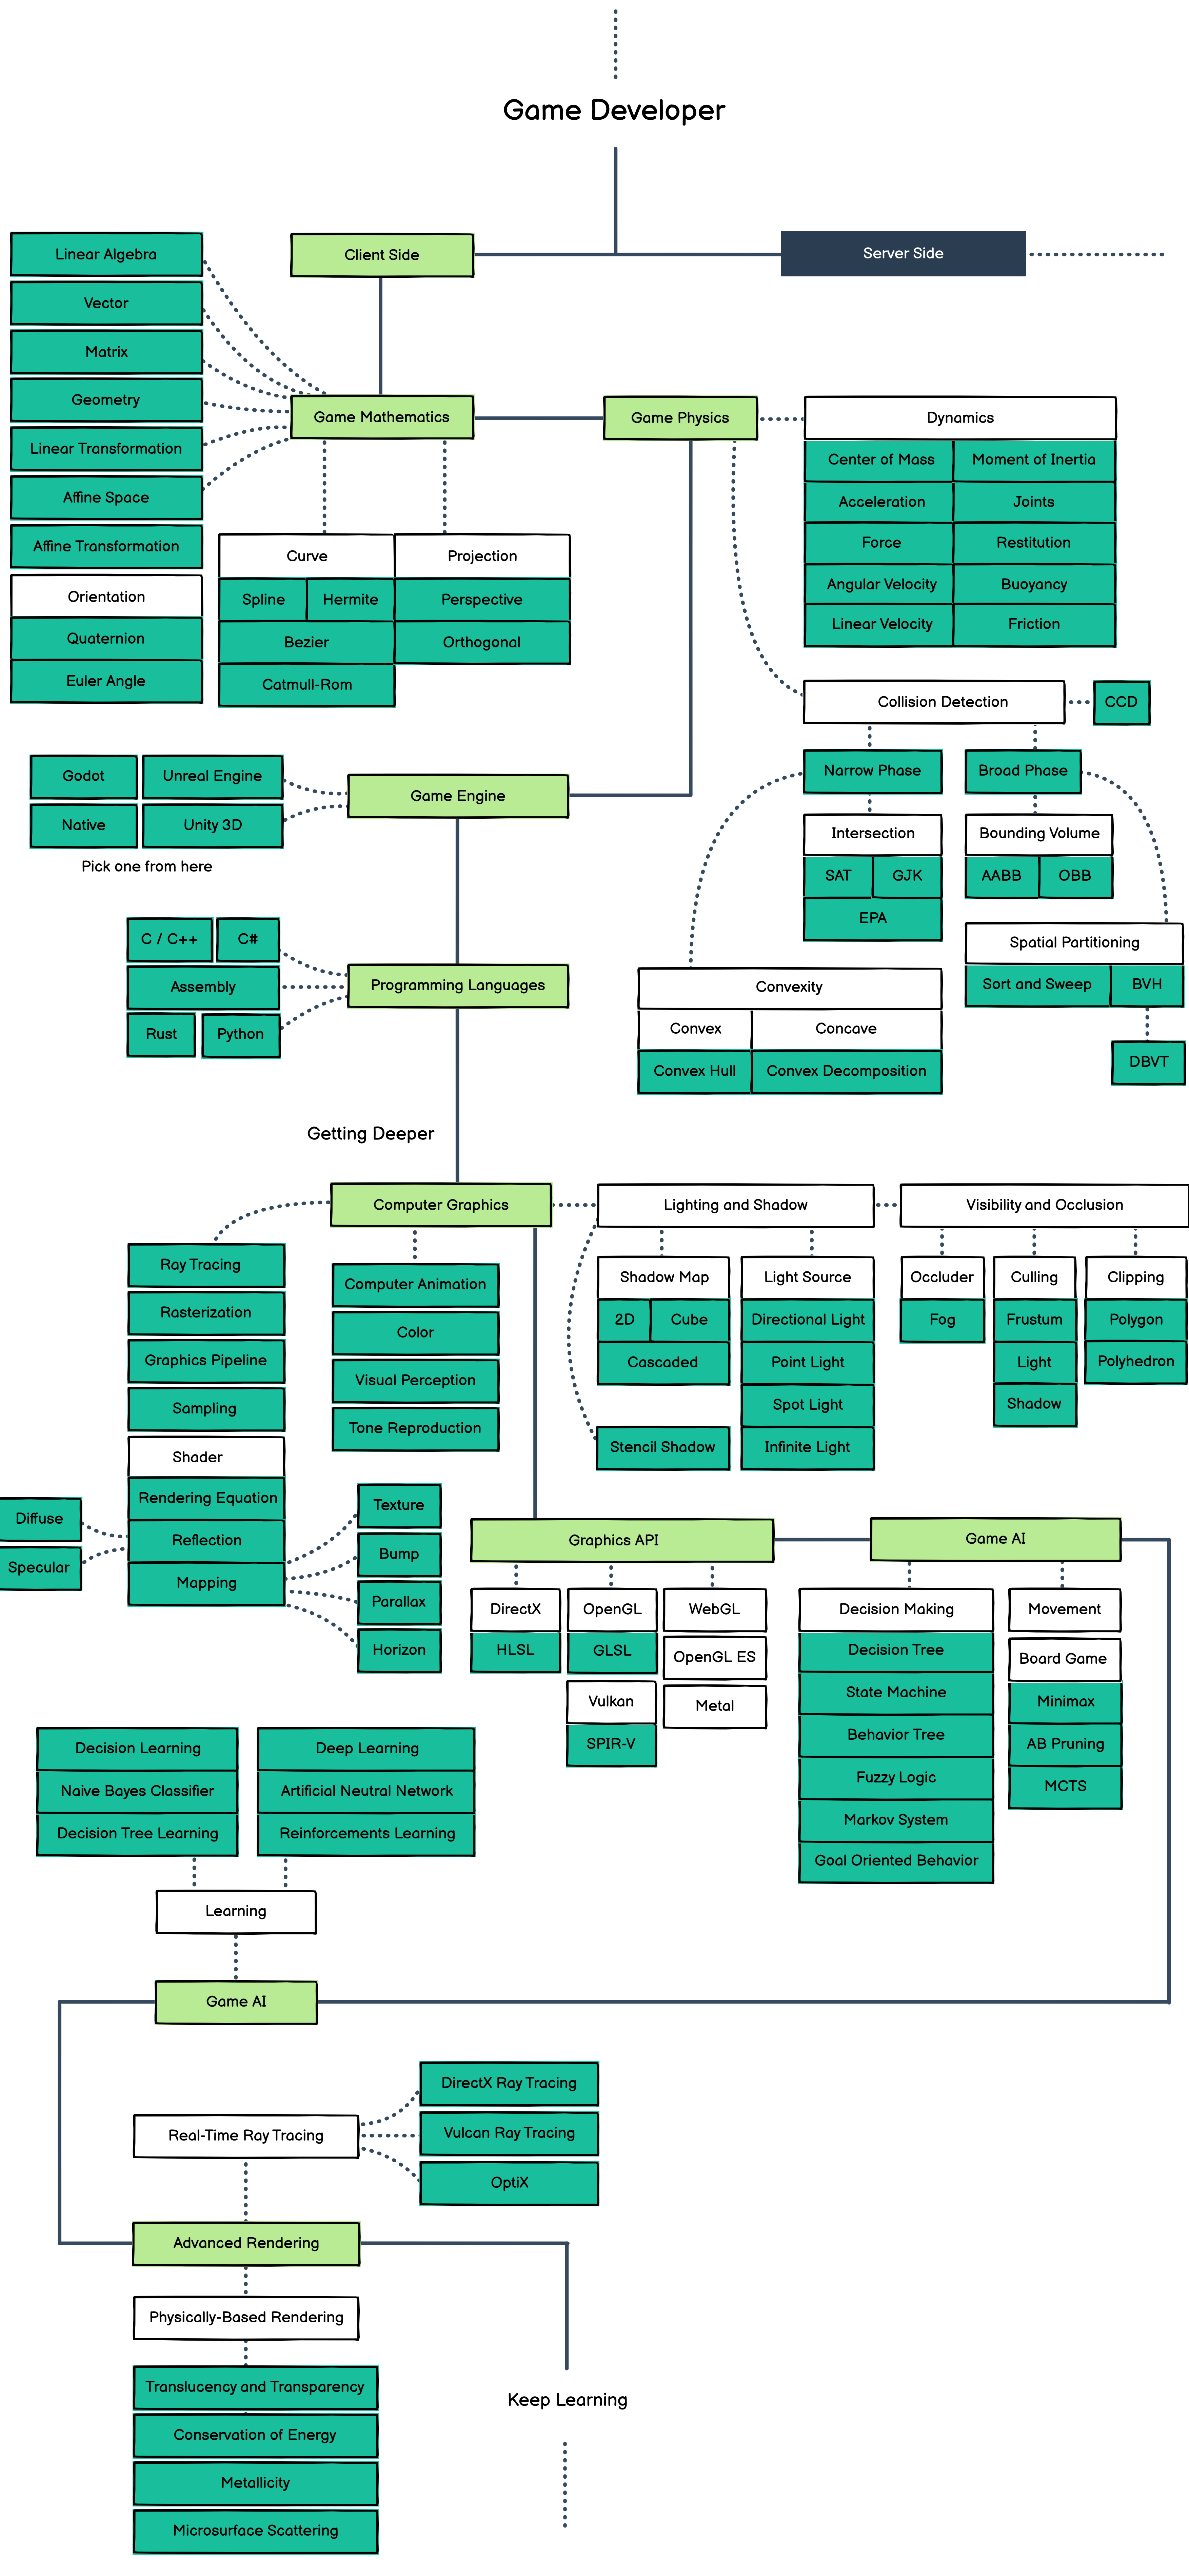 Game Developer
Client Side
Server Side
Linear Algebra
Vector
Matrix
Geometry
Linear Transformation
Affine Space
Affine Transformation
Orientation
Quaternion
Euler Angle
Game Mathematics
Curve
Spline
Hermite
Bezier
Catmull-Rom
Projection
Perspective
Orthogonal
Game Physics
Dynamics
Center of Mass
Moment of Inertia
Acceleration
Joints
Force
Restitution
Angular Velocity
Buoyancy
Linear Velocity
Friction
Collision Detection
CCD
Narrow Phase
Broad Phase
Intersection
SAT
GJK
EPA
Bounding Volume
AABB
OBB
Spatial Partitioning
Sort and Sweep
BVH
DBVT
Convexity
Convex
Concave
Convex Hull
Convex Decomposition
Godot
Unreal Engine
Native
Unity 3D
Pick one from here
Game Engine
C / C++
C#
Assembly
Rust
Python
Programming Languages
Getting Deeper
Computer Graphics
Ray Tracing
Rasterization
Graphics Pipeline
Sampling
Shader
Rendering Equation
Reflection
Mapping
Diffuse
Specular
Texture
Bump
Parallax
Horizon
Computer Animation
Color
Visual Perception
Tone Reproduction
Lighting and Shadow
Shadow Map
2D
Cube
Cascaded
Stencil Shadow
Light Source
Directional Light
Point Light
Spot Light
Infinite Light
Visibility and Occlusion
Occluder
Fog
Culling
Frustum
Light
Shadow
Clipping
Polygon
Polyhedron
Graphics API
DirectX
HLSL
OpenGL
GLSL
Vulkan
SPIR-V
WebGL
OpenGL ES
Metal
Game AI
Decision Making
Decision Tree
State Machine
Behavior Tree
Fuzzy Logic
Markov System
Goal Oriented Behavior
Movement
Board Game
Minimax
AB Pruning
MCTS
Decision Learning
Naive Bayes Classifier
Decision Tree Learning
Deep Learning
Artificial Neutral Network
Reinforcements Learning
Learning
Game AI
DirectX Ray Tracing
Real-Time Ray Tracing
Vulcan Ray Tracing
OptiX
Advanced Rendering
Physically-Based Rendering
Translucency and Transparency
Conservation of Energy
Metallicity
Microsurface Scattering
Keep Learning